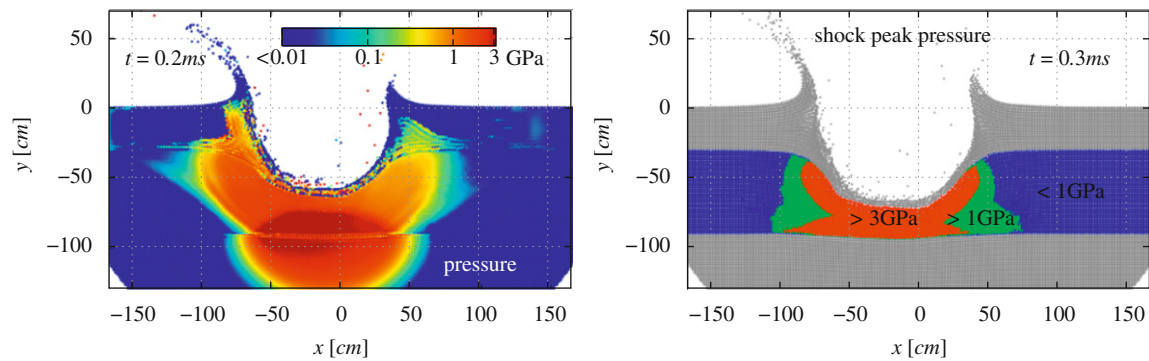 50
0
−50
−100
y [cm]
t = 0.2ms
<0.01 0.1 1 3 GPa
pressure
−150 −100 −50 0 50 100 150
x [cm]
50
0
−50
−100
y [cm]
shock peak pressure
t = 0.3ms
< 1GPa
> 3GPa > 1GPa
−150 −100 −50 0 50 100 150
x [cm]